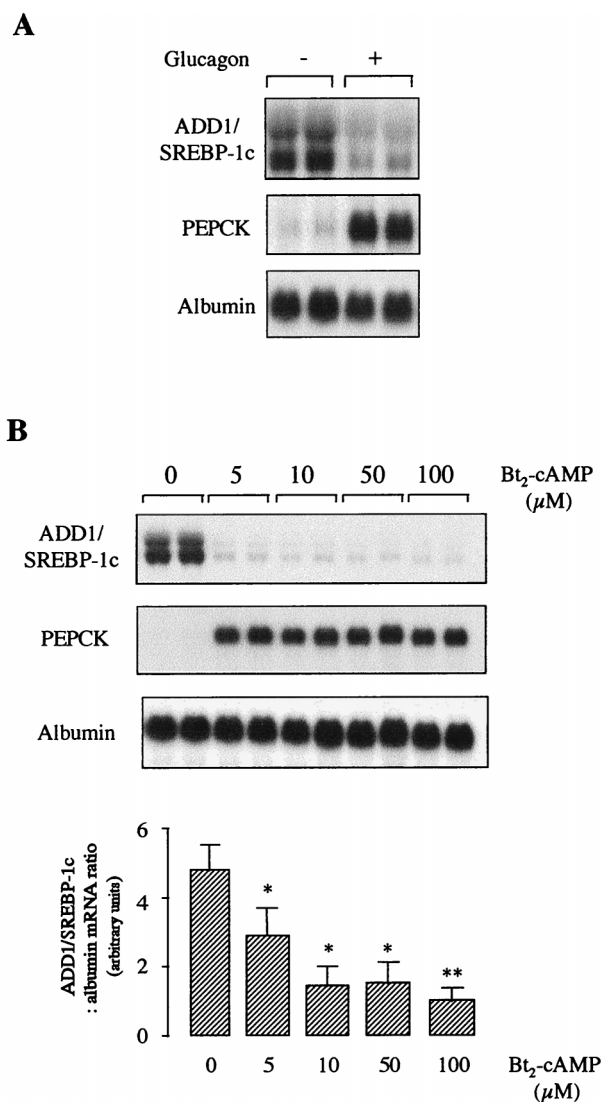 A
Glucagon - +
ADD1/
SREBP-1c
PEPCK
Albumin
B
0 5 10 50 100 Bt₂-cAMP
(μM)
ADD1/
SREBP-1c
PEPCK
Albumin
ADD1/SREBP-1c
: albumin mRNA ratio
(arbitrary units)
6
4
2
0
* * * **
0 5 10 50 100 Bt₂-cAMP
(μM)